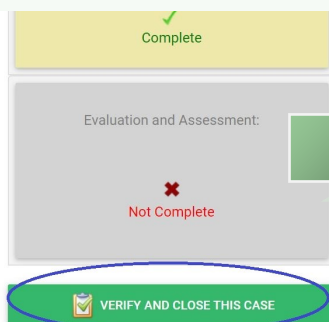 Complete
Evaluation and Assessment:
Not Complete
VERIFY AND CLOSE THIS CASE